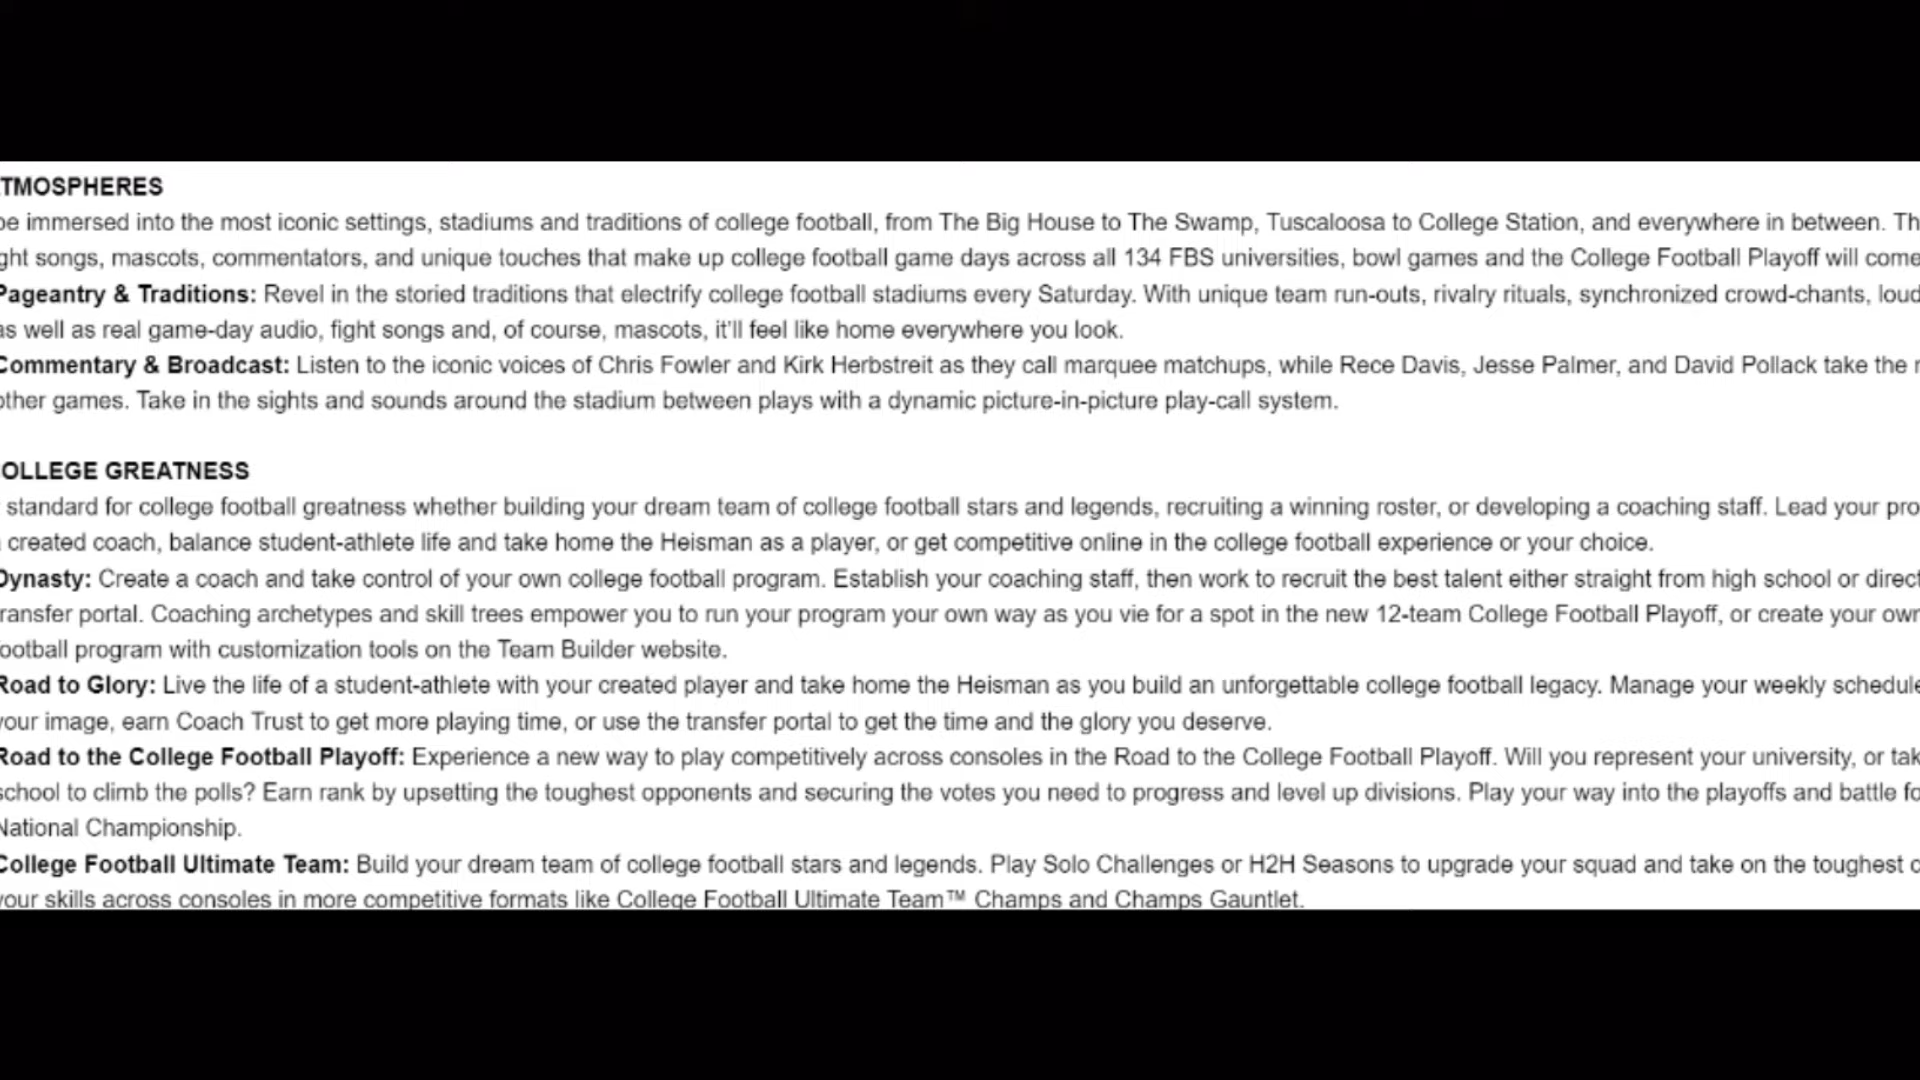 TMOSPHERES
be immersed into the most iconic settings, stadiums and traditions of college football, from The Big House to The Swamp, Tuscaloosa to College Station, and everywhere in between. Th
ght songs, mascots, commentators, and unique touches that make up college football game days across all 134 FBS universities, bowl games and the College Football Playoff will come
Pageantry & Traditions: Revel in the storied traditions that electrify college football stadiums every Saturday. With unique team run-outs, rivalry rituals, synchronized crowd-chants, loud
as well as real game-day audio, fight songs and, of course, mascots, it'll feel like home everywhere you look.
Commentary & Broadcast: Listen to the iconic voices of Chris Fowler and Kirk Herbstreit as they call marquee matchups, while Rece Davis, Jesse Palmer, and David Pollack take the
other games. Take in the sights and sounds around the stadium between plays with a dynamic picture-in-picture play-call system.
OLLEGE GREATNESS
standard for college football greatness whether building your dream team of college football stars and legends, recruiting a winning roster, or developing a coaching staff. Lead your pro
created coach, balance student-athlete life and take home the Heisman as a player, or get competitive online in the college football experience or your choice.
Dynasty: Create a coach and take control of your own college football program. Establish your coaching staff, then work to recruit the best talent either straight from high school or direct
transfer portal. Coaching archetypes and skill trees empower you to run your program your own way as you vie for a spot in the new 12-team College Football Playoff, or create your own
ootball program with customization tools on the Team Builder website.
Road to Glory: Live the life of a student-athlete with your created player and take home the Heisman as you build an unforgettable college football legacy. Manage your weekly schedule
your image, earn Coach Trust to get more playing time, or use the transfer portal to get the time and the glory you deserve.
Road to the College Football Playoff: Experience a new way to play competitively across consoles in the Road to the College Football Playoff. Will you represent your university, or tak
school to climb the polls? Earn rank by upsetting the toughest opponents and securing the votes you need to progress and level up divisions. Play your way into the playoffs and battle fo
National Championship.
College Football Ultimate Team: Build your dream team of college football stars and legends. Play Solo Challenges or H2H Seasons to upgrade your squad and take on the toughest
your skills across consoles in more competitive formats like College Football Ultimate Team™ Champs and Champs Gauntlet.